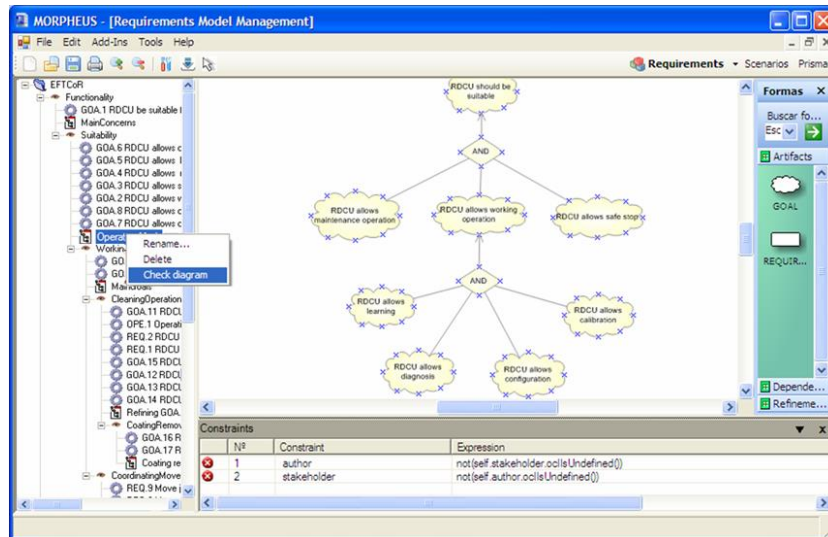 MORPHEUS - [Requirements Model Management]
File Edit Add-Ins Tools Help
Requirements Scenarios Prisma
EFTCoR
Functionality
GOA.1 RDCU be suitable
MainConcerns
Suitability
GOA.6 RDCU allows c
GOA.5 RDCU allows
GOA.4 RDCU allows
GOA.3 RDCU allows s
GOA.2 RDCU allows v
GOA.8 RDCU allows c
GOA.7 RDCU allows c
Rename...
Delete
Check diagram
MainGoals
CleaningOperation
GOA.11 RDCU
OPE.1 Operati
REQ.2 RDCU
REQ.1 RDCU
GOA.15 RDCL
GOA.12 RDCL
GOA.13 RDCL
GOA.14 RDCL
Refining GOA.
CoatingRemov
GOA.16 R
GOA.17 R
Coating re
CoordinatingMove
REQ.9 Move j
RDCU should be
suitable
AND
RDCU allows
maintenance operation
RDCU allows working
operation
RDCU allows safe stop
AND
RDCU allows
learning
RDCU allows
calibration
RDCU allows
diagnosis
RDCU allows
configuration
Formas X
Buscar fo...
Esc
Artifacts
GOAL
REQUIR...
Depende...
Refineme...
Constraints
Nº Constraint Expression
1 author not(self.stakeholder.oclIsUndefined())
2 stakeholder not(self.author.oclIsUndefined())